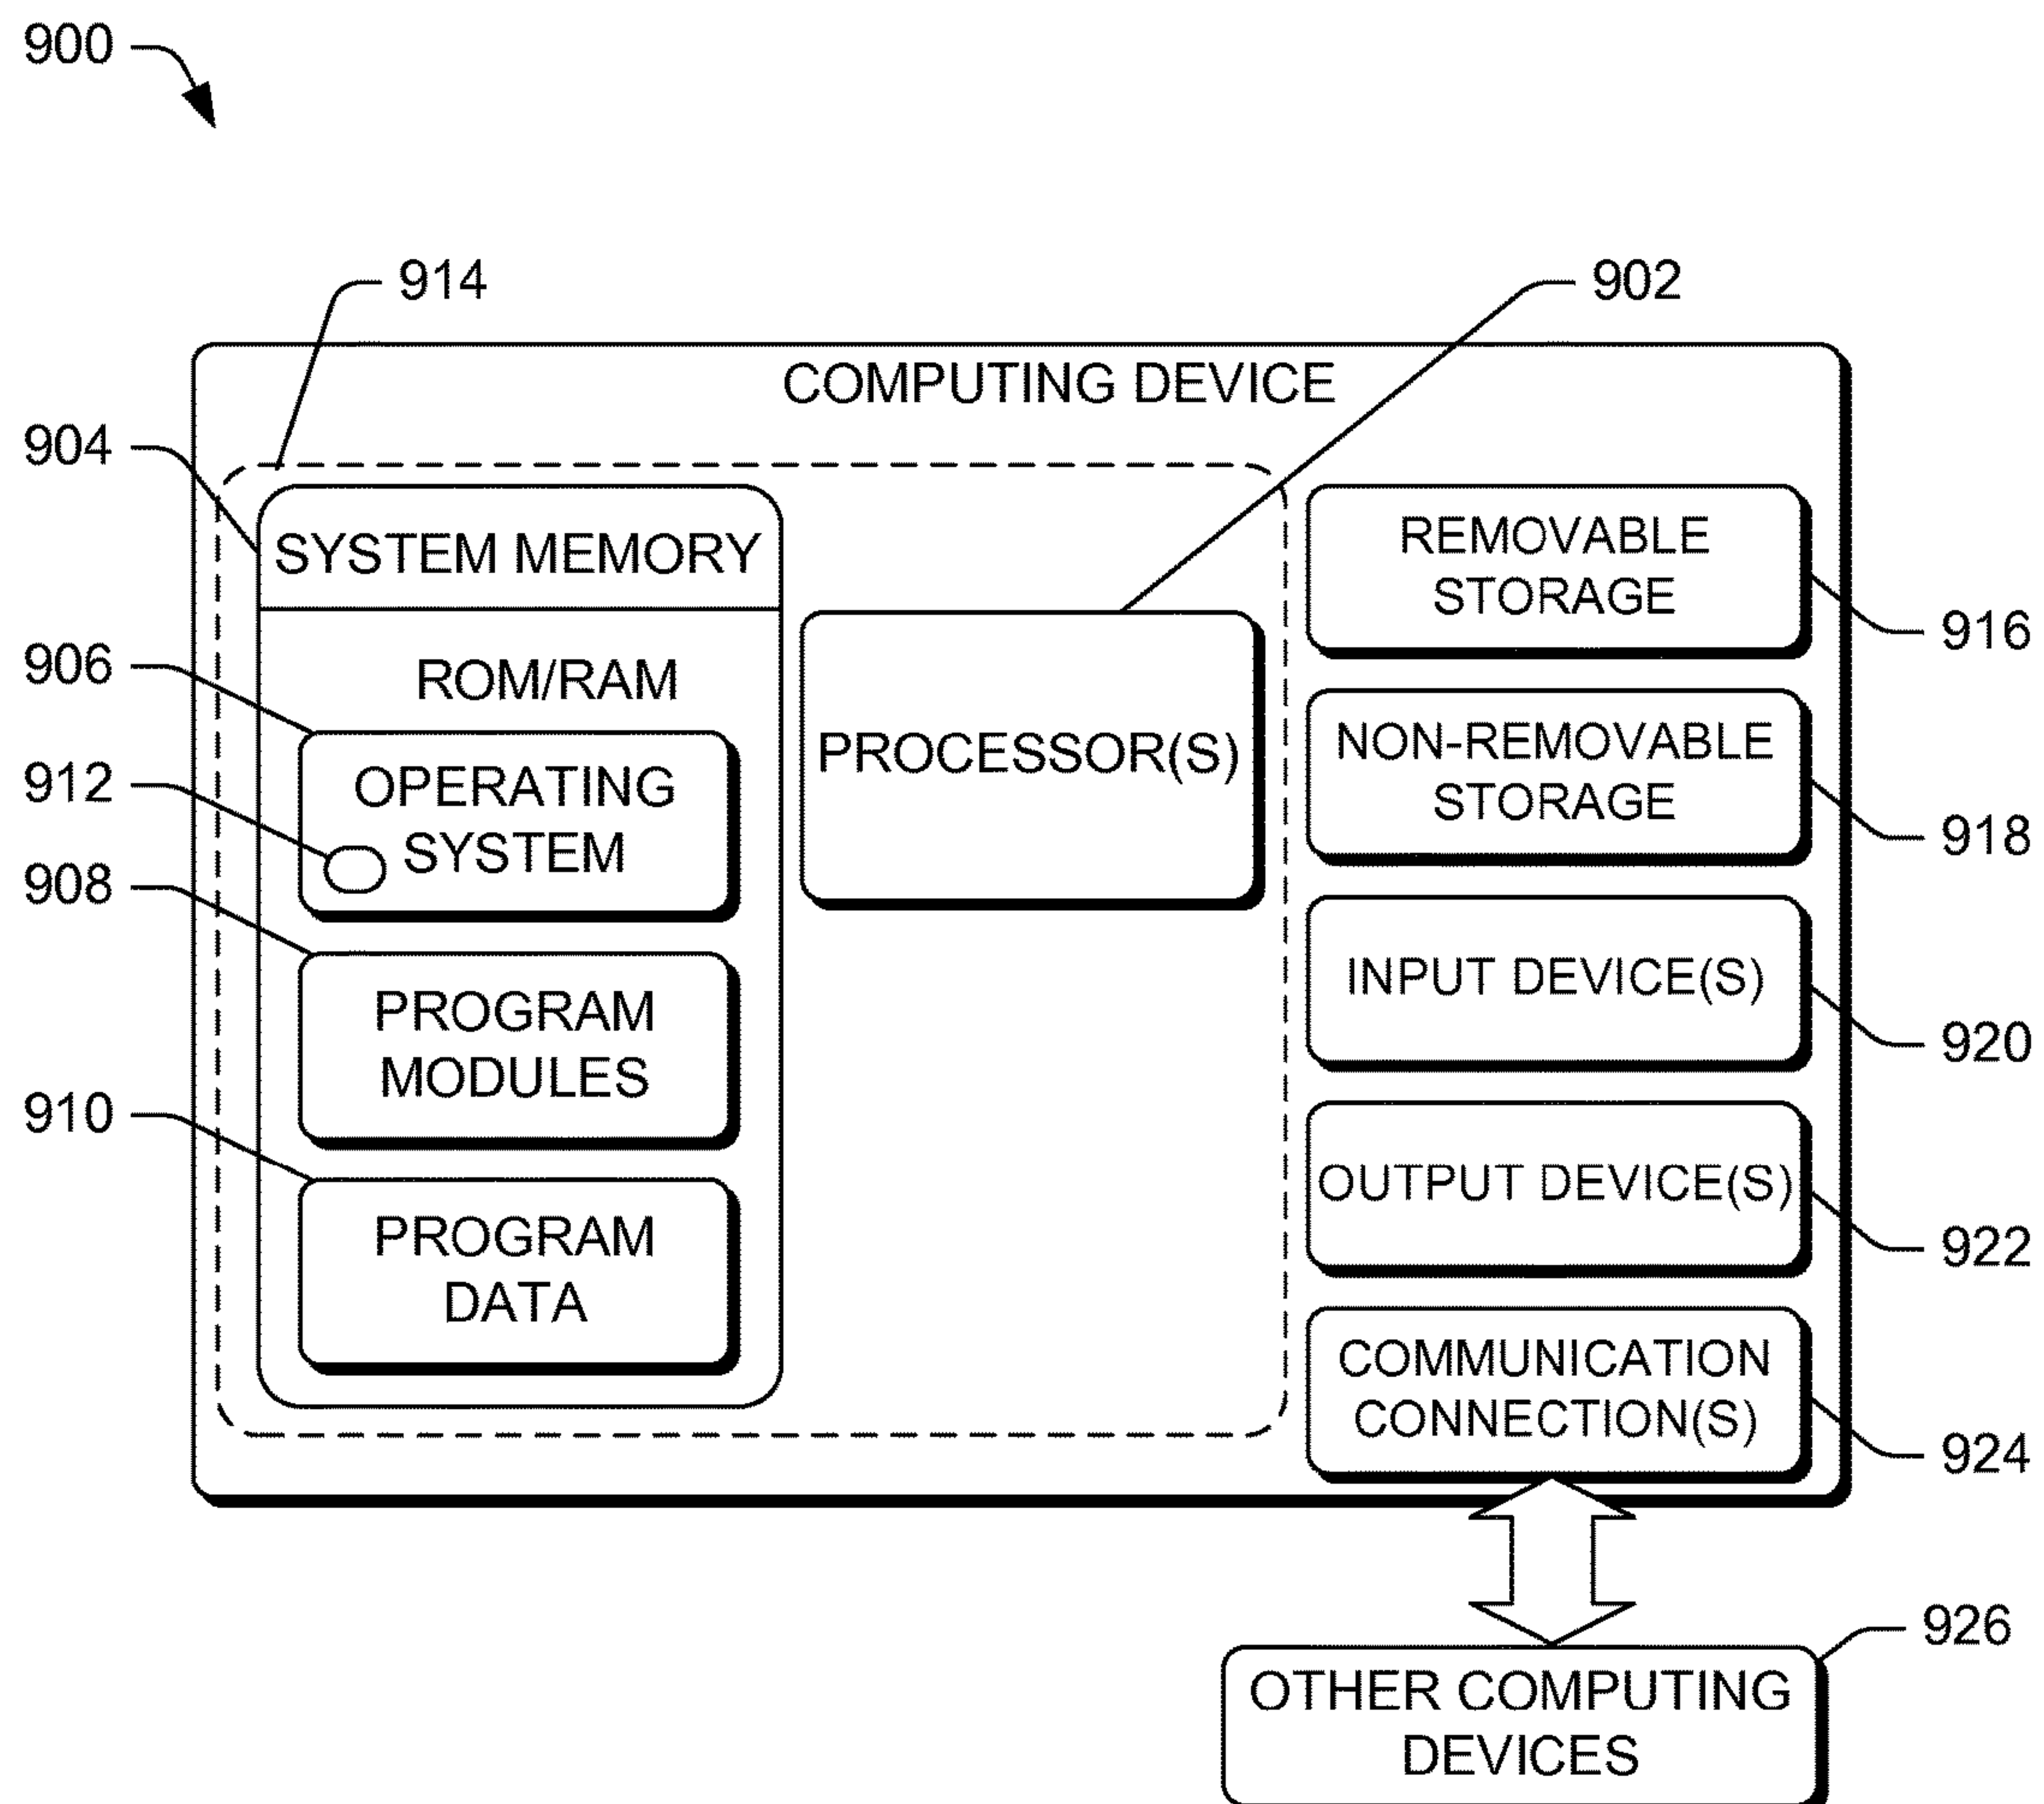 900
914
902
COMPUTING DEVICE
904
SYSTEM MEMORY
ROM/RAM
906
OPERATING
SYSTEM
912
908
PROGRAM
MODULES
910
PROGRAM
DATA
PROCESSOR(S)
REMOVABLE
STORAGE
916
NON-REMOVABLE
STORAGE
918
INPUT DEVICE(S)
920
OUTPUT DEVICE(S)
922
COMMUNICATION
CONNECTION(S)
924
926
OTHER COMPUTING
DEVICES